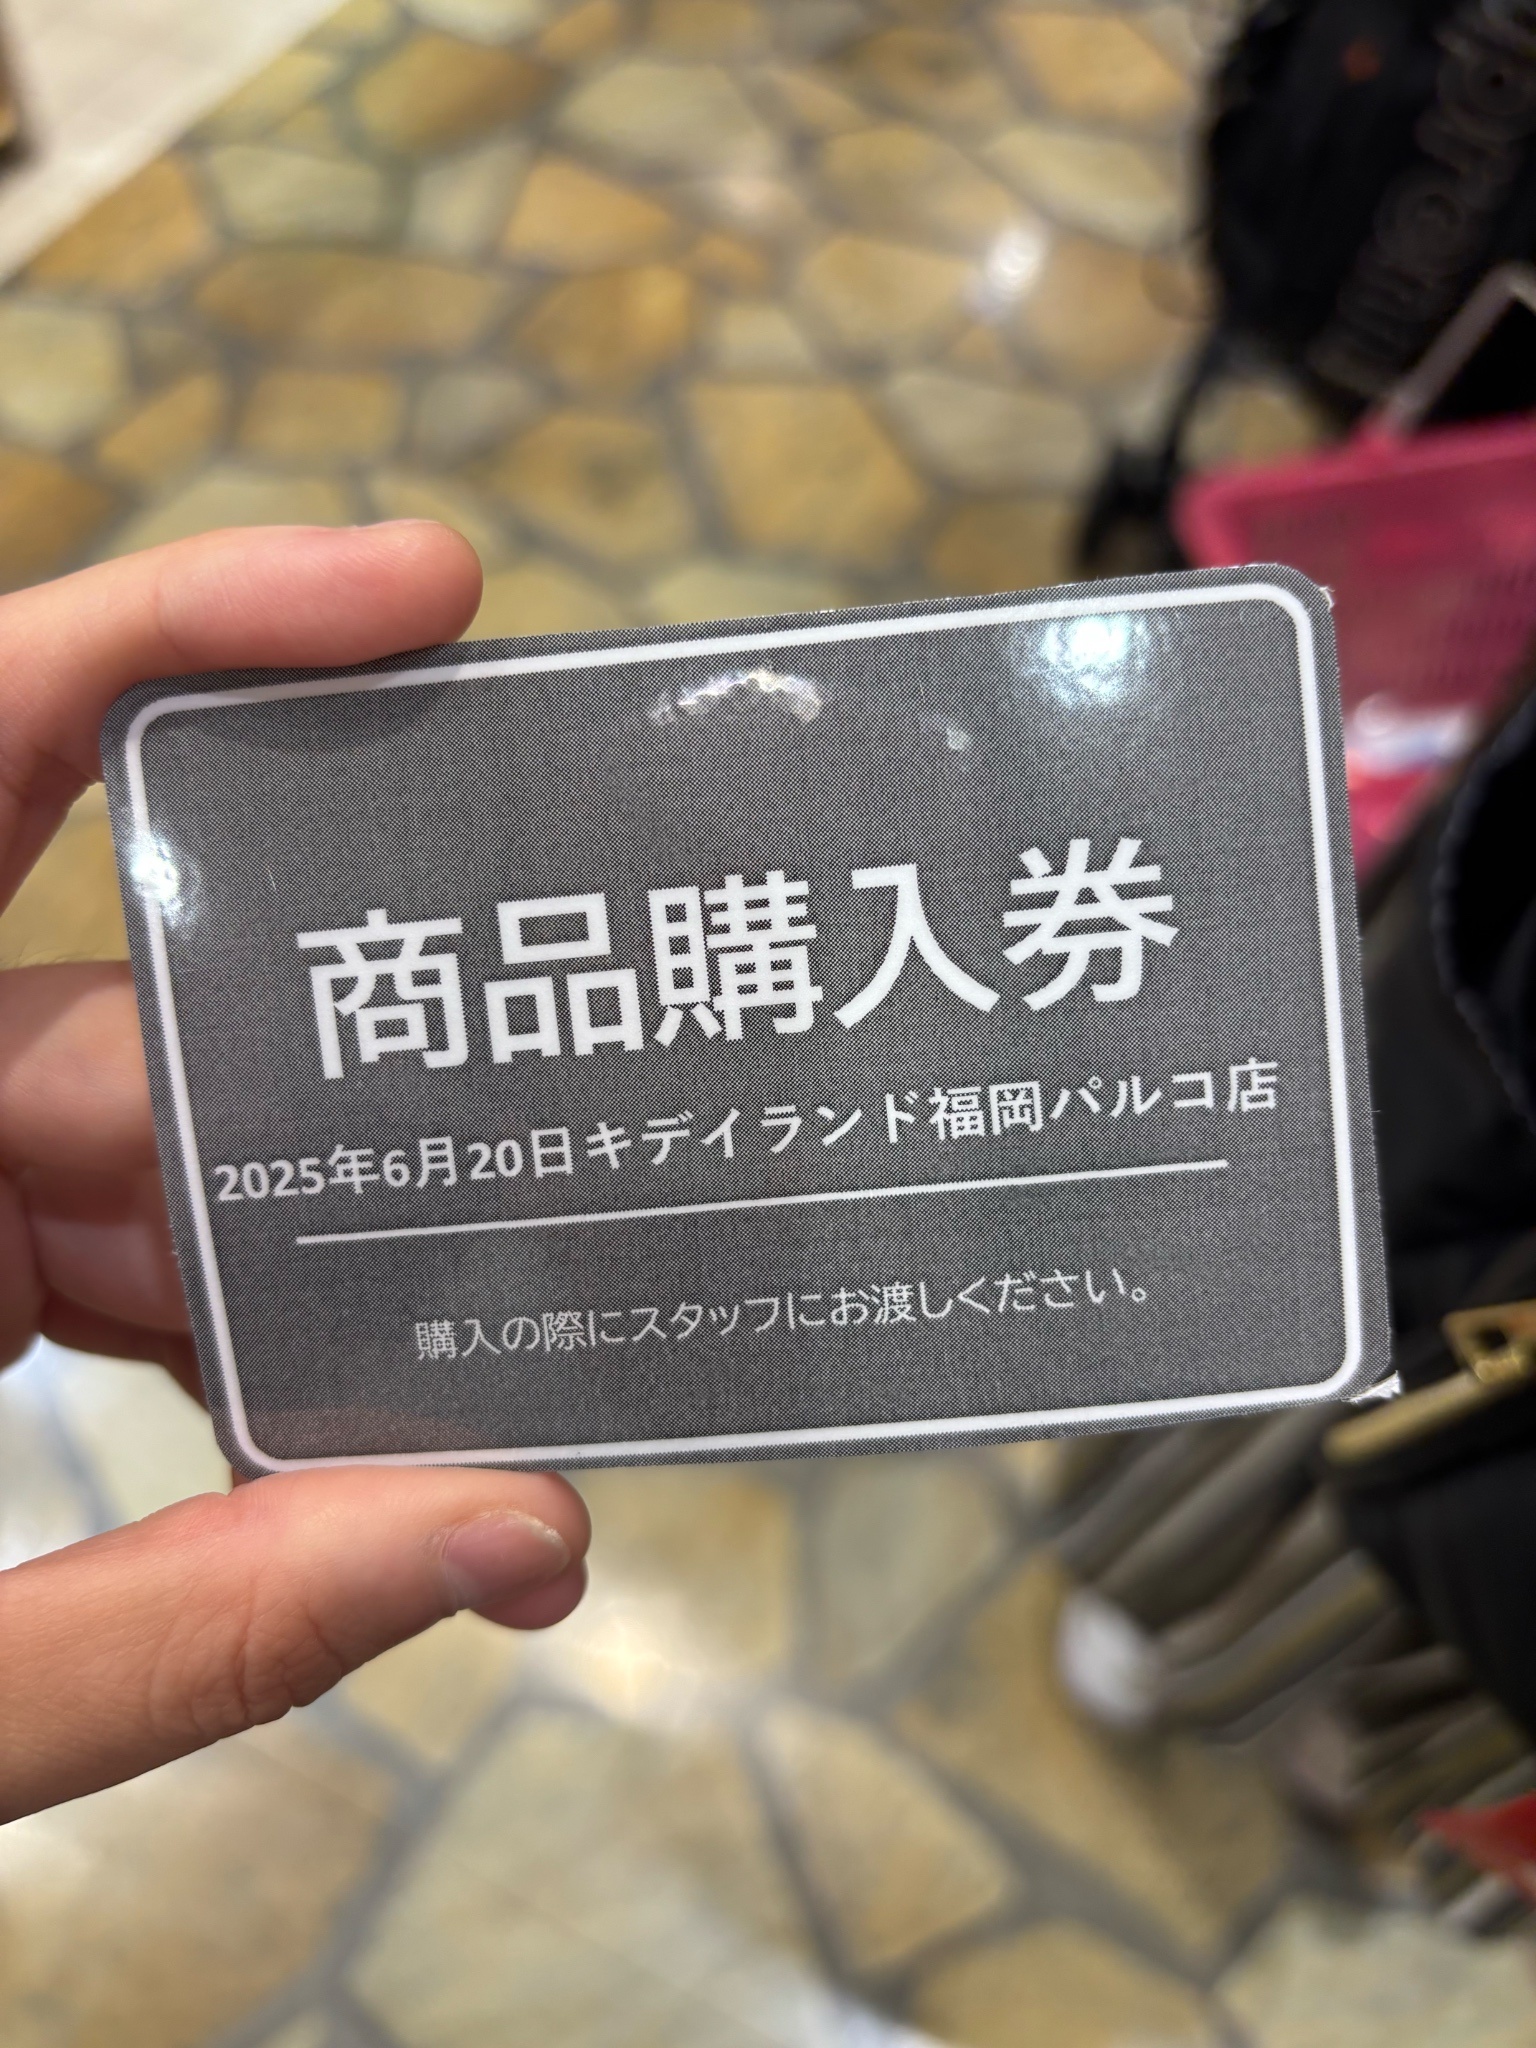 商品購入券
2025年6月20日キデイランド福岡パルコ店
購入の際にスタッフにお渡しください。